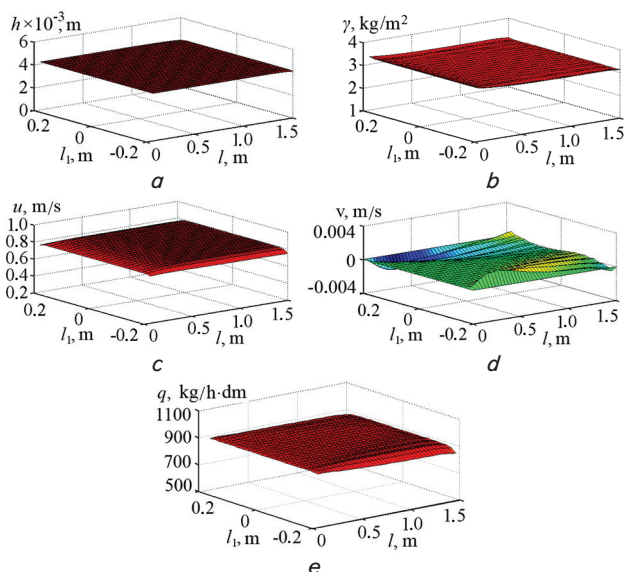 h×10⁻³, m
6
4
2
0
0.2
0
-0.2
l₁, m
0
0.5
1.0
1.5
l, m
a
γ, kg/m²
4
3
2
1
0.2
0
-0.2
l₁, m
0
0.5
1.0
1.5
l, m
b
u, m/s
1.0
0.8
0.6
0.4
0.2
0.2
0
-0.2
l₁, m
0
0.5
1.0
1.5
l, m
c
v, m/s
0.004
0
-0.004
0.2
0
-0.2
l₁, m
0
0.5
1.0
1.5
l, m
d
q, kg/h·dm
1100
900
700
500
0.2
0
-0.2
l₁, m
0
0.5
1.0
1.5
l, m
e